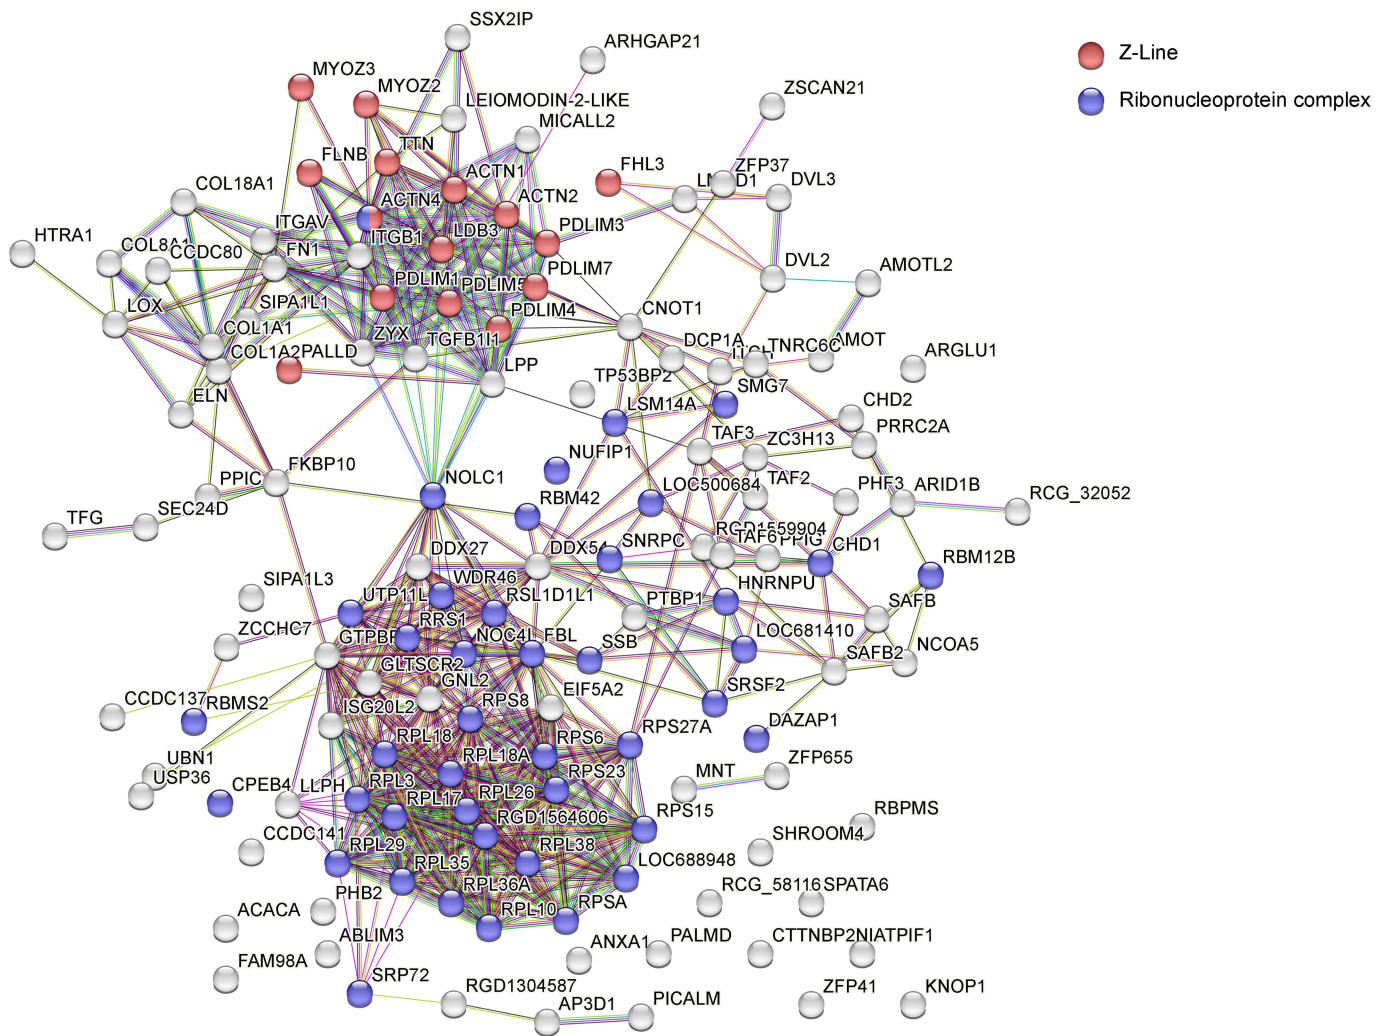 SSX2IP
ARHGAP21
Z-Line
MYOZ3
MYOZ2
Ribonucleoprotein complex
LEIOMODIN-2-LIKE
ZSCAN21
MICALL2
TTN
FLNB
ACTN1
FHL3
ZFP37
DVL3
COL18A1
ACTN4
ACTN2
ITGAV
ITGB1
LDB3
PDLIM3
HTRA1
COL8A1
CCDC80
FN1
PDLIM7
DVL2
AMOTL2
PDLIM1
PDLIM5
LOX
SIPA1L1
PDLIM4
CNOT1
COL1A1
ZYX
TGFB1I1
DCP1A
TNRC6C
AMOT
COL1A2
PALLD
LPP
ARGLU1
TP53BP2
SMG7
ELN
LSM14A
CHD2
TAF3
ZC3H13
PRRC2A
NUFIP1
FKBP10
PPIC
NOLC1
LOC500684
TAF2
PHF3
ARID1B
RCG_32052
TFG
SEC24D
RBM42
RGD1559904
DDX27
DDX54
SNRPC
TAF6
PPIG
CHD1
RBM12B
SIPA1L3
WDR46
HNRNPU
UTP11L
RSL1D1L1
PTBP1
SAFB
ZCCHC7
RRS1
NOC4L
FBL
SSB
LOC681410
GLTSCR2
SAFB2
NCOA5
GNL2
EIF5A2
CCDC137
RBMS2
SRSF2
ISG20L2
RPS8
DAZAP1
RPL18
RPS27A
UBN1
RPL18A
RPS6
ZFP655
USP36
RPS23
MNT
CPEB4
LLPH
RPL3
RPL26
RPL17
RPS15
RBPMS
RGD1564606
CCDC141
SHROOM4
RPL29
RPL35
RPL38
LOC688948
RPL36A
PHB2
RCG_58116
SPATA6
RPL10
RPSA
ACACA
ABLIM3
ANXA1
PALMD
CTTNBP2NL
ATPIF1
FAM98A
SRP72
RGD1304587
AP3D1
PICALM
ZFP41
KNOP1